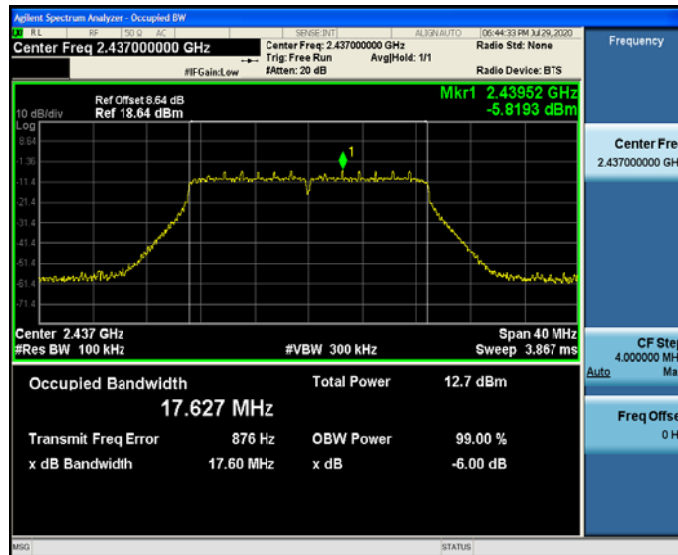 Agilent Spectrum Analyzer - Occupied BW
RL RF 50 Ω AC SENSE:INT ALIGN AUTO 06:44:33 PM Jul 29, 2020
Center Freq 2.437000000 GHz
Center Freq: 2.437000000 GHz
Radio Std: None
Trig: Free Run Avg|Hold: 1/1
#IFGain:Low
#Atten: 20 dB
Radio Device: BTS
Frequency
Ref Offset 8.64 dB
Mkr1 2.43952 GHz
10 dB/div Ref 18.64 dBm
-5.8193 dBm
Log
8.64
-1.36
-11.4
-21.4
-31.4
-41.4
-51.4
-61.4
-71.4
1
Center Fre
2.437000000 GH
Center 2.437 GHz
Span 40 MHz
#Res BW 100 kHz
#VBW 300 kHz
Sweep 3.867 ms
CF Ste
4.000000 MH
Auto Ma
Occupied Bandwidth
Total Power 12.7 dBm
17.627 MHz
Transmit Freq Error 876 Hz
OBW Power 99.00 %
x dB Bandwidth 17.60 MHz
x dB -6.00 dB
Freq Offse
0 H
MSG
STATUS